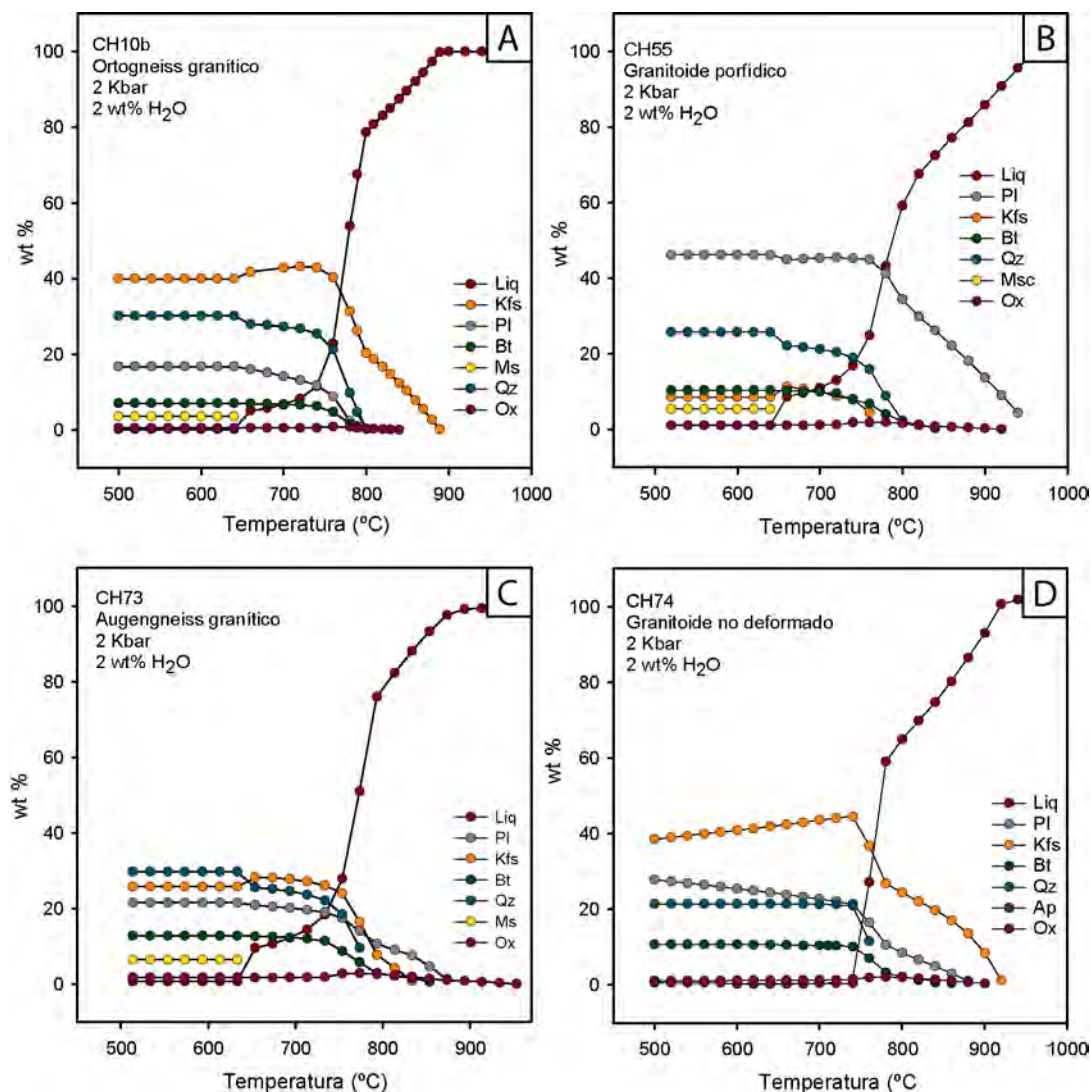 A
CH10b
Ortogneiss granítico
2 Kbar
2 wt% H2O
wt %
100
80
60
40
20
0
Liq
Kfs
Pl
Bt
Ms
Qz
Ox
500
600
700
800
900
1000
Temperatura (ºC)
B
CH55
Granitoide porfidico
2 Kbar
2 wt% H2O
wt %
100
80
60
40
20
0
Liq
Pl
Kfs
Bt
Qz
Msc
Ox
500
600
700
800
900
1000
Temperatura (ºC)
C
CH73
Augengneiss granítico
2 Kbar
2 wt% H2O
wt %
100
80
60
40
20
0
Liq
Pl
Kfs
Bt
Qz
Ms
Ox
500
600
700
800
900
Temperatura (ºC)
D
CH74
Granitoide no deformado
2 Kbar
2 wt% H2O
wt %
100
80
60
40
20
0
Liq
Pl
Kfs
Bt
Qz
Ap
Ox
500
600
700
800
900
1000
Temperatura (ºC)